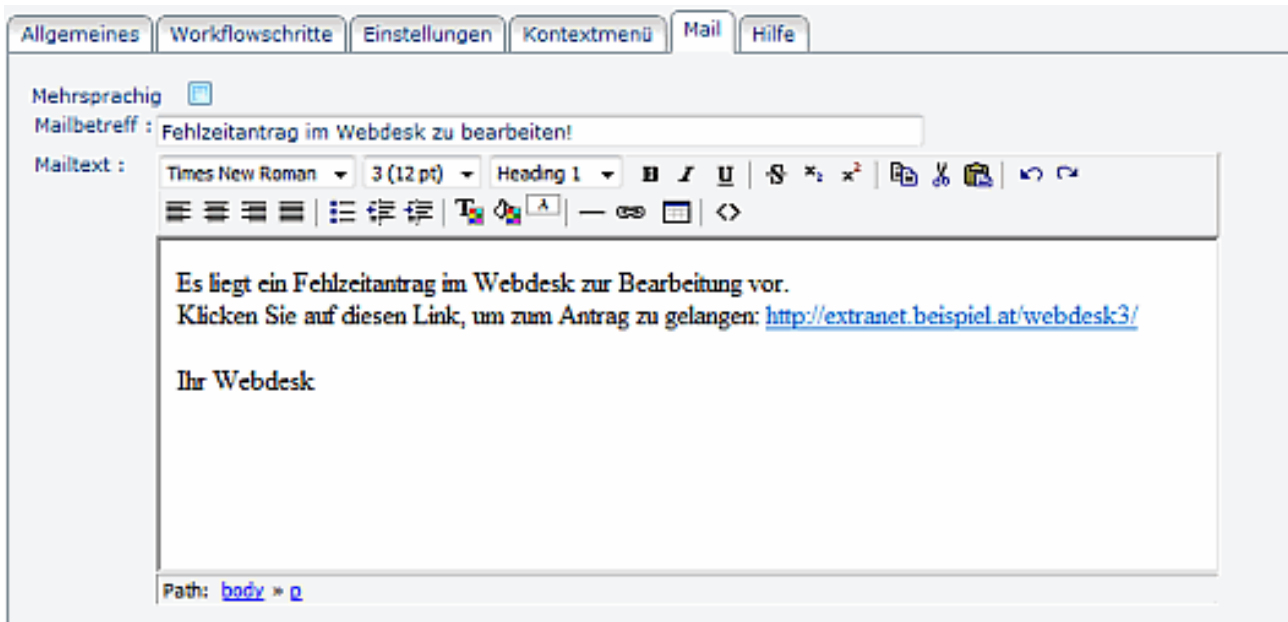 Allgemeines Workflowschritte Einstellungen Kontextmenü Mail Hilfe
Mehrsprachig
Mailbetreff : Fehlzeitantrag im Webdesk zu bearbeiten!
Mailtext : Times New Roman 3 (12 pt) Heading 1 B I U S x₂ x²
T A
Es liegt ein Fehlzeitantrag im Webdesk zur Bearbeitung vor.
Klicken Sie auf diesen Link, um zum Antrag zu gelangen: http://extranet.beispiel.at/webdesk3/
Ihr Webdesk
Path: body » p